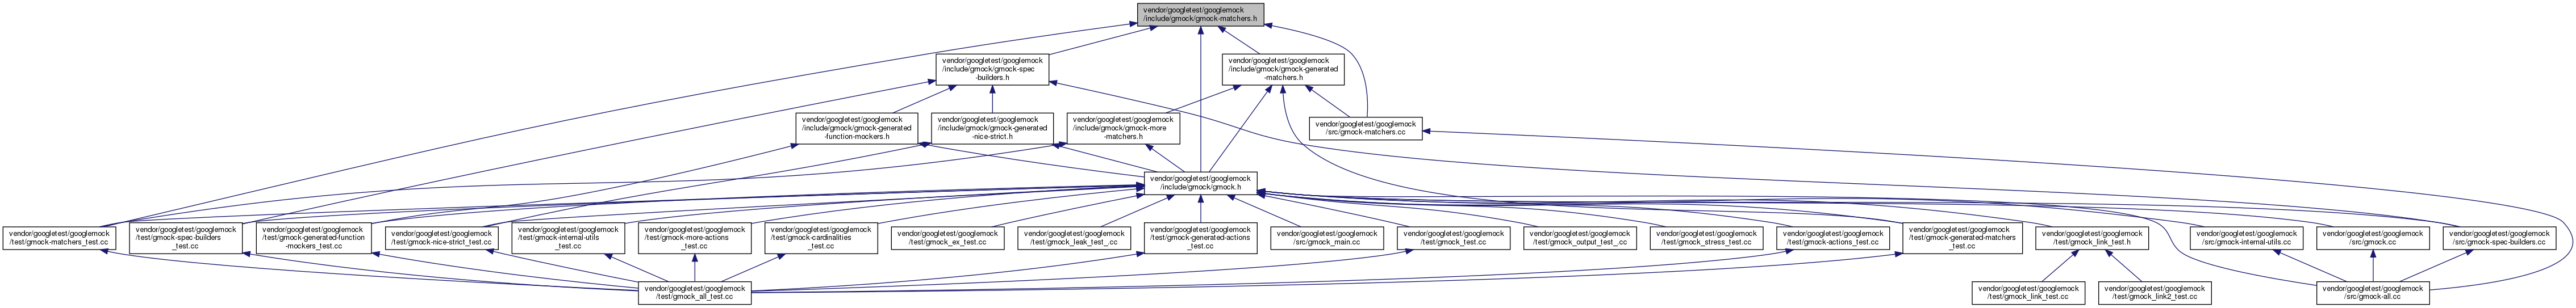 vendor/googletest/googlemock
/include/gmock/gmock-matchers.h
vendor/googletest/googlemock
/include/gmock/gmock-spec
-builders.h
vendor/googletest/googlemock
/include/gmock/gmock-generated
-matchers.h
vendor/googletest/googlemock
/include/gmock/gmock-generated
-function-mockers.h
vendor/googletest/googlemock
/include/gmock/gmock-generated
-nice-strict.h
vendor/googletest/googlemock
/include/gmock/gmock-more
-matchers.h
vendor/googletest/googlemock
/src/gmock-matchers.cc
vendor/googletest/googlemock
/include/gmock/gmock.h
vendor/googletest/googlemock
/test/gmock-matchers_test.cc
vendor/googletest/googlemock
/test/gmock-spec-builders
_test.cc
vendor/googletest/googlemock
/test/gmock-generated-function
-mockers_test.cc
vendor/googletest/googlemock
/test/gmock-nice-strict_test.cc
vendor/googletest/googlemock
/test/gmock-internal-utils
_test.cc
vendor/googletest/googlemock
/test/gmock-more-actions
_test.cc
vendor/googletest/googlemock
/test/gmock-cardinalities
_test.cc
vendor/googletest/googlemock
/test/gmock_ex_test.cc
vendor/googletest/googlemock
/test/gmock_leak_test_.cc
vendor/googletest/googlemock
/test/gmock-generated-actions
_test.cc
vendor/googletest/googlemock
/src/gmock_main.cc
vendor/googletest/googlemock
/test/gmock_test.cc
vendor/googletest/googlemock
/test/gmock_output_test_.cc
vendor/googletest/googlemock
/test/gmock_stress_test.cc
vendor/googletest/googlemock
/test/gmock-actions_test.cc
vendor/googletest/googlemock
/test/gmock-generated-matchers
_test.cc
vendor/googletest/googlemock
/test/gmock_link_test.h
vendor/googletest/googlemock
/src/gmock-internal-utils.cc
vendor/googletest/googlemock
/src/gmock.cc
vendor/googletest/googlemock
/src/gmock-spec-builders.cc
vendor/googletest/googlemock
/test/gmock_all_test.cc
vendor/googletest/googlemock
/test/gmock_link_test.cc
vendor/googletest/googlemock
/test/gmock_link2_test.cc
vendor/googletest/googlemock
/src/gmock-all.cc